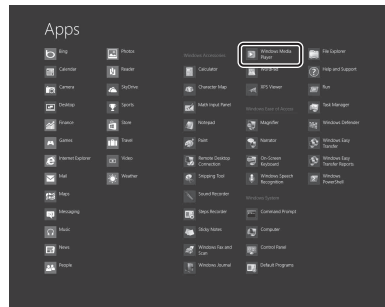 Apps
Bing
Calendar
Camera
Desktop
Finance
Games
Internet Explorer
Mail
Maps
Messaging
Music
News
People
Photos
Reader
SkyDrive
Sports
Store
Travel
Video
Weather
Windows Accessories
Calculator
Character Map
Math Input Panel
Notepad
Paint
Remote Desktop
Connection
Snipping Tool
Sound Recorder
Steps Recorder
Sticky Notes
Windows Fax and
Scan
Windows Journal
Windows Media
Player
WordPad
XPS Viewer
Windows Ease of Access
Magnifier
Narrator
On-Screen
Keyboard
Windows Speech
Recognition
Windows System
Command Prompt
Computer
Control Panel
Default Programs
File Explorer
Help and Support
Run
Task Manager
Windows Defender
Windows Easy
Transfer
Windows Easy
Transfer Reports
Windows
PowerShell